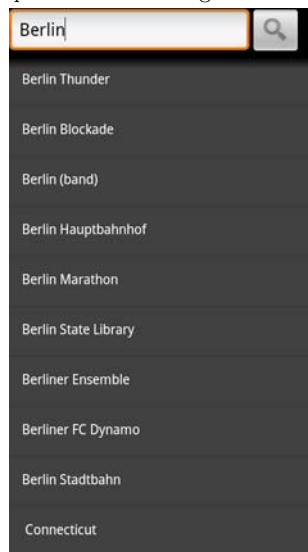 Berlin
Berlin Thunder
Berlin Blockade
Berlin (band)
Berlin Hauptbahnhof
Berlin Marathon
Berlin State Library
Berliner Ensemble
Berliner FC Dynamo
Berlin Stadtbahn
Connecticut